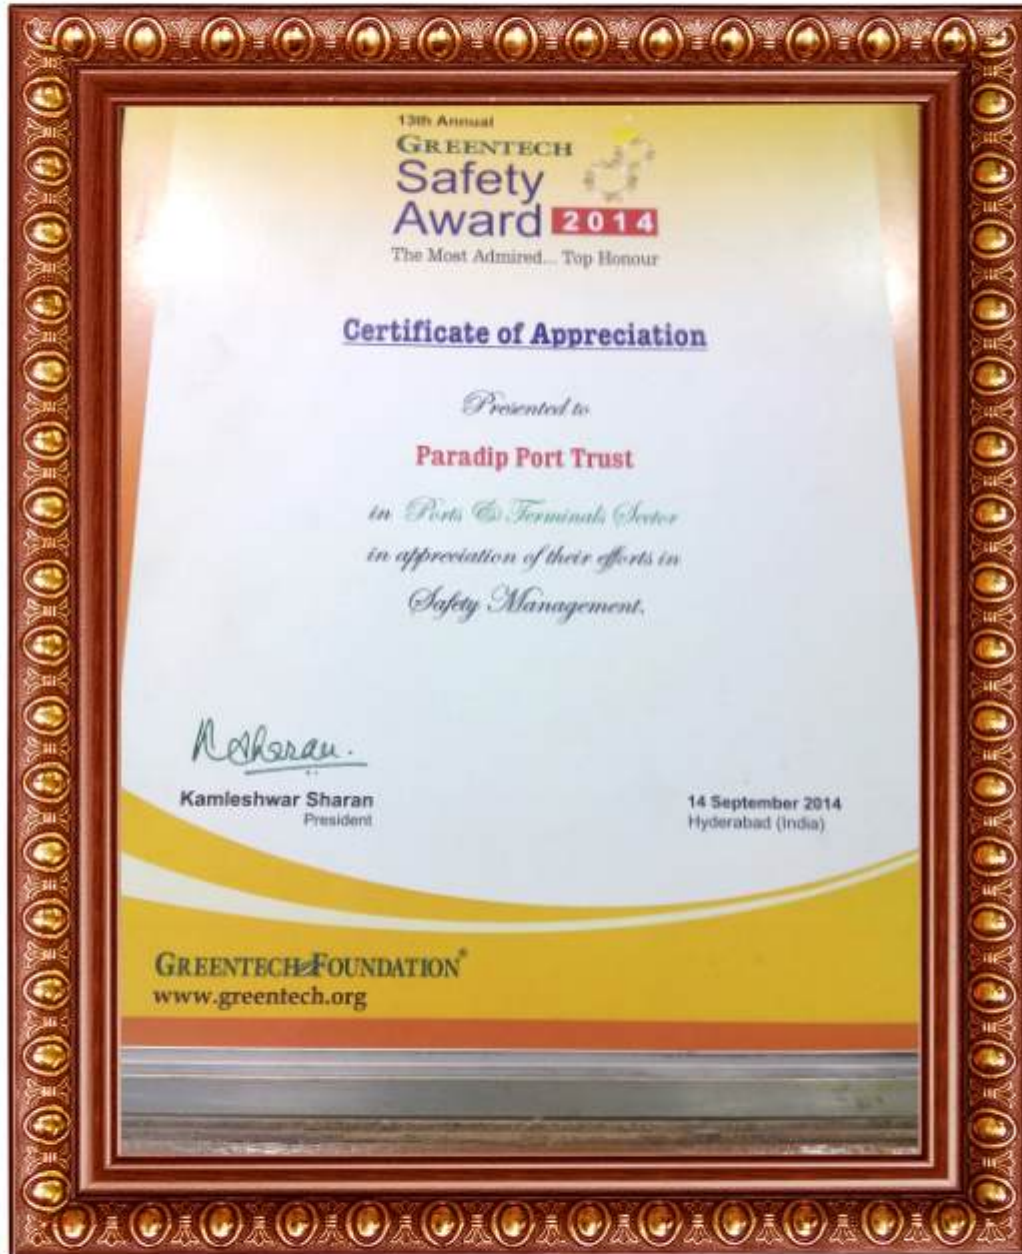 13th Annual
GREENTECH
Safety
Award 2014
The Most Admired... Top Honour
Certificate of Appreciation
Presented to
Paradip Port Trust
in Ports & Terminals Sector
in appreciation of their efforts in
Safety Management.
Kamleshwar Sharan
President
14 September 2014
Hyderabad (India)
GREENTECH FOUNDATION®
www.greentech.org